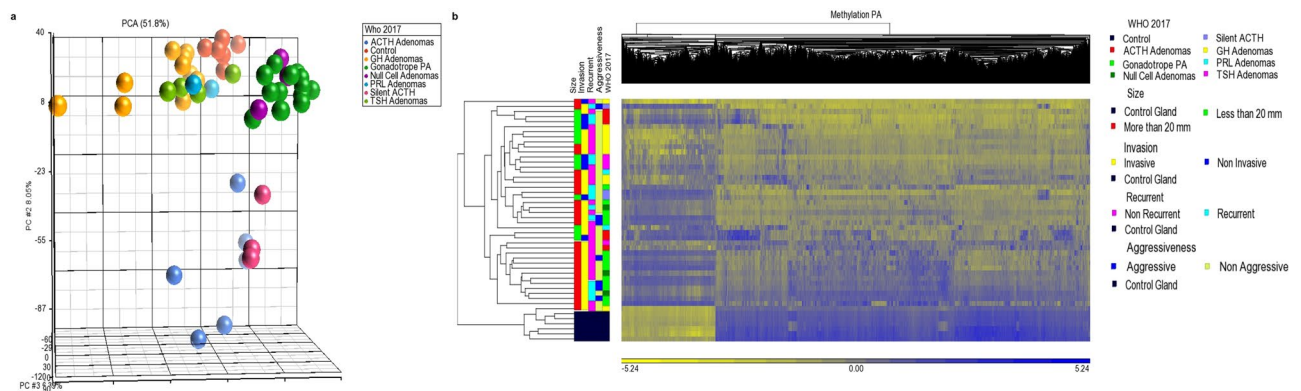 a
PCA (51.8%)
40
8
-23
-55
-87
-120
PC #2 8.05%
-60
-29
0
30
60
PC #3 6.39%
Who 2017
ACTH Adenomas
Control
GH Adenomas
Gonadotrope PA
Null Cell Adenomas
PRL Adenomas
Silent ACTH
TSH Adenomas
b
Methylation PA
Size
Invasion
Recurrent
Aggressiveness
WHO 2017
-5.24
0.00
5.24
WHO 2017
Control
Silent ACTH
ACTH Adenomas
GH Adenomas
Gonadotrope PA
PRL Adenomas
Null Cell Adenomas
TSH Adenomas
Size
Control Gland
Less than 20 mm
More than 20 mm
Invasion
Invasive
Non Invasive
Control Gland
Recurrent
Non Recurrent
Recurrent
Control Gland
Aggressiveness
Aggressive
Non Aggressive
Control Gland